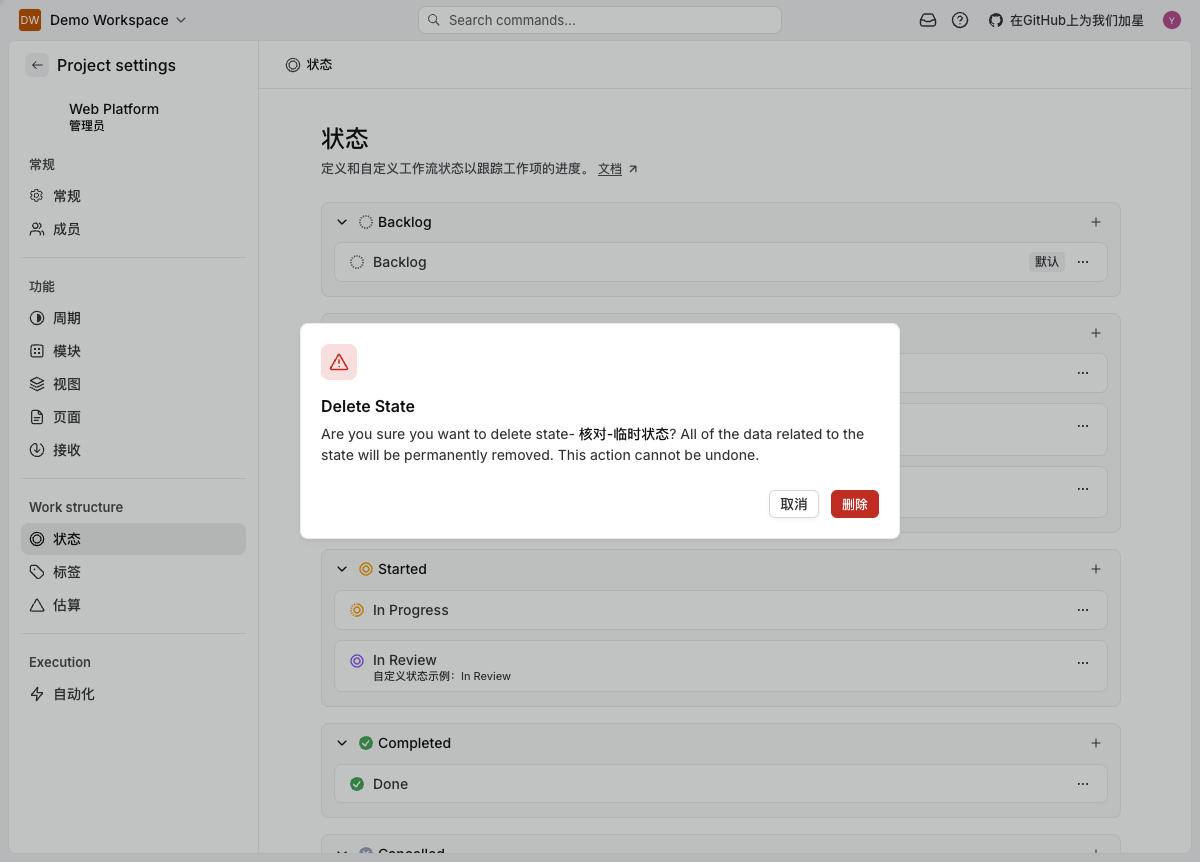 DW Demo Workspace
Search commands...
在GitHub上为我们加星
Y
Project settings
Web Platform
管理员
常规
常规
成员
功能
周期
模块
视图
页面
接收
Work structure
状态
标签
估算
Execution
自动化
状态
状态
定义和自定义工作流状态以跟踪工作项的进度。 文档
Backlog
Backlog
默认
Delete State
Are you sure you want to delete state- 核对-临时状态? All of the data related to the
state will be permanently removed. This action cannot be undone.
取消
删除
Started
In Progress
In Review
自定义状态示例：In Review
Completed
Done
Cancelled